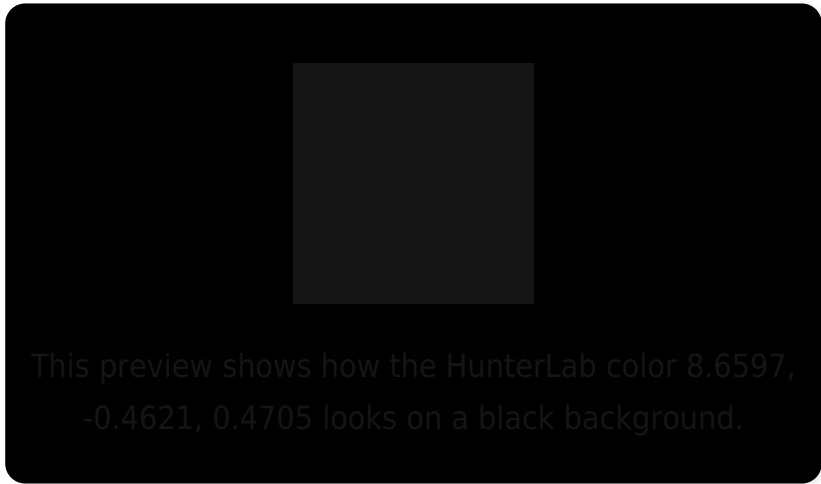 This preview shows how the HunterLab color 8.6597,
-0.4621, 0.4705 looks on a black background.